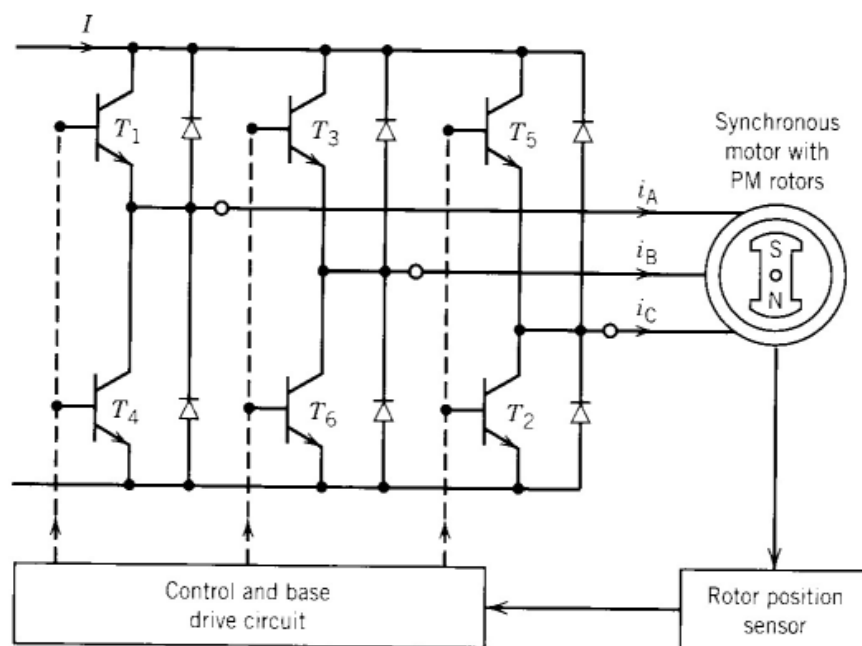 I
T1
T3
T5
Synchronous
motor with
PM rotors
iA
iB
iC
S
N
T4
T6
T2
Control and base
drive circuit
Rotor position
sensor